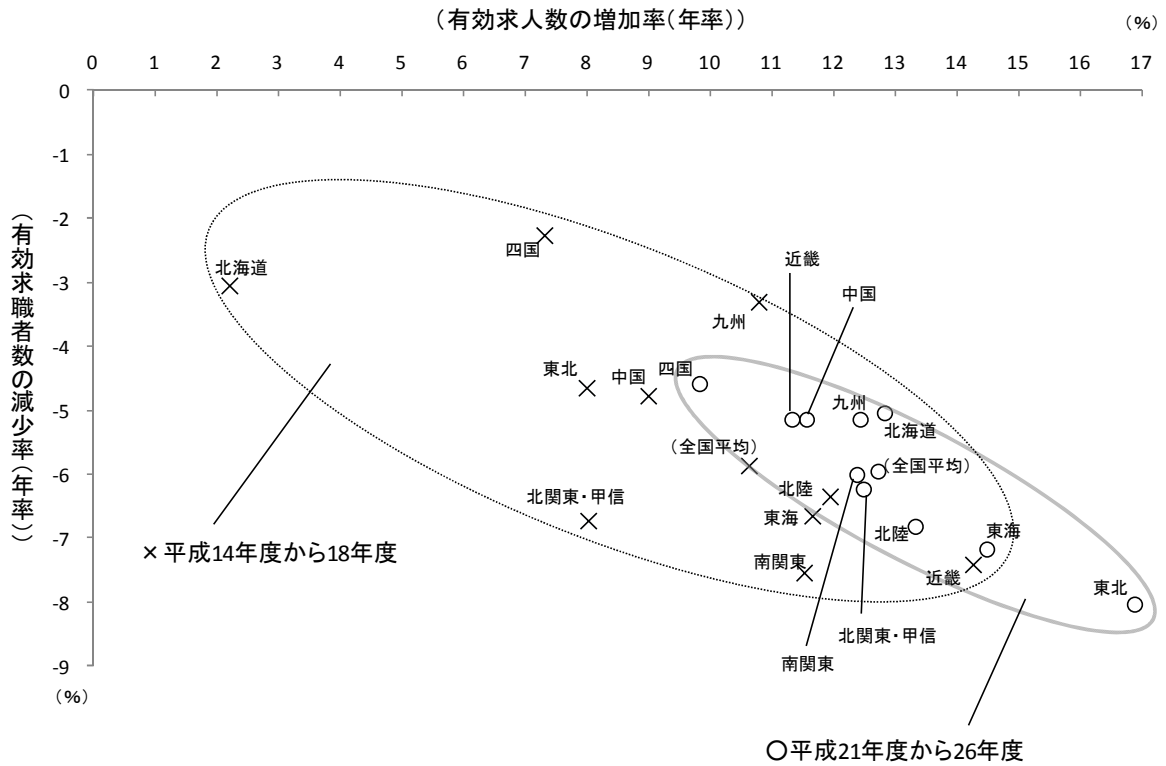 (有効求人数の増加率(年率))
(%)
0 1 2 3 4 5 6 7 8 9 10 11 12 13 14 15 16 17
0
-1
-2
-3
-4
-5
-6
-7
-8
-9
(%)
(有効求職者数の減少率(年率))
四国
北海道
近畿
中国
九州
東北
中国
四国
九州
北海道
(全国平均)
(全国平均)
北陸
北関東・甲信
東海
北陸
東海
南関東
近畿
東北
×平成14年度から18年度
北関東・甲信
南関東
○平成21年度から26年度